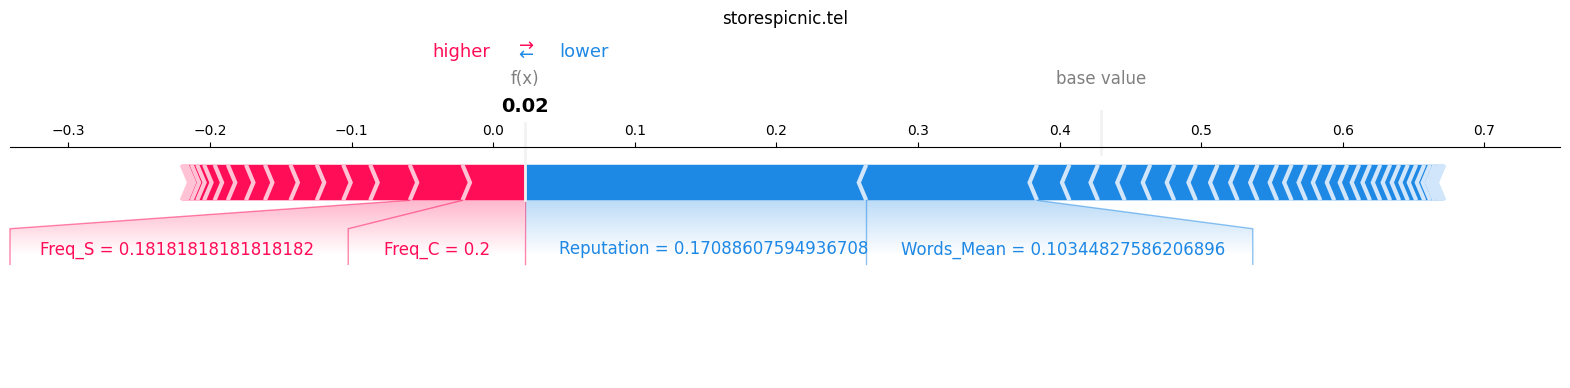 storespicnic.tel
higher ⇄ lower
f(x) base value
0.02
−0.3 −0.2 −0.1 0.0 0.1 0.2 0.3 0.4 0.5 0.6 0.7
Freq_S = 0.18181818181818182 Freq_C = 0.2 Reputation = 0.17088607594936708 Words_Mean = 0.10344827586206896